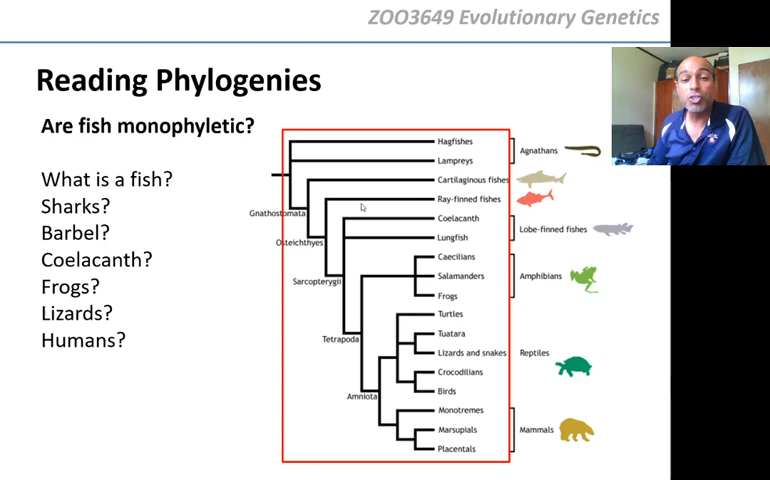 ZOO3649 Evolutionary Genetics
Reading Phylogenies
Are fish monophyletic?
What is a fish?
Sharks?
Barbel?
Coelacanth?
Frogs?
Lizards?
Humans?
Hagfishes
Agnathans
Lampreys
Cartilaginous fishes
Ray-finned fishes
Gnathostomata
Coelacanth
Lobe-finned fishes
Lungfish
Osteichthyes
Caecilians
Salamanders
Amphibians
Sarcopterygii
Frogs
Turtles
Tuatara
Tetrapoda
Lizards and snakes
Reptiles
Crocodilians
Birds
Amniota
Monotremes
Marsupials
Mammals
Placentals